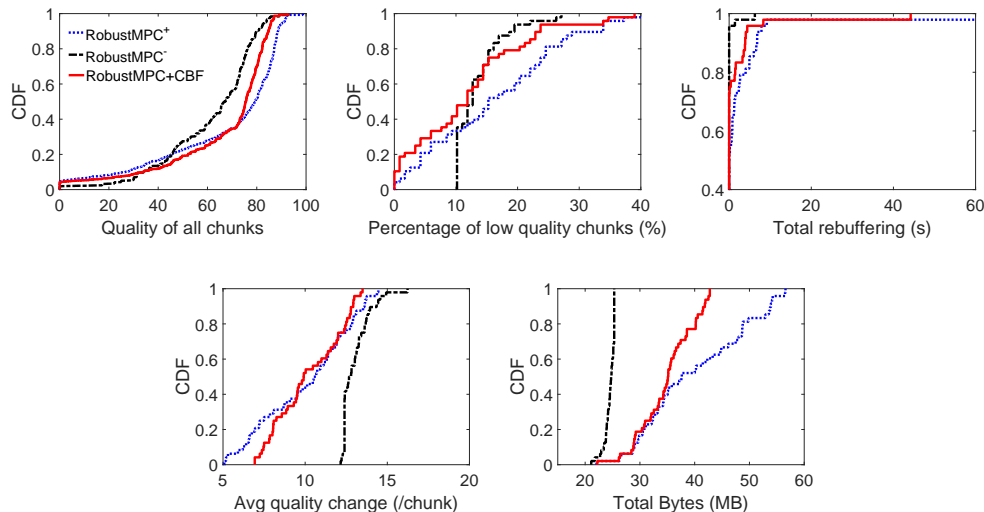 1
0.8
0.6
0.4
0.2
0
CDF
RobustMPC+
RobustMPC-
RobustMPC+CBF
0 20 40 60 80 100
Quality of all chunks
1
0.8
0.6
0.4
0.2
0
CDF
0 10 20 30 40
Percentage of low quality chunks (%)
1
0.8
0.6
0.4
CDF
0 20 40 60
Total rebuffering (s)
1
0.8
0.6
0.4
0.2
0
CDF
5 10 15 20
Avg quality change (/chunk)
1
0.8
0.6
0.4
0.2
0
CDF
20 30 40 50 60
Total Bytes (MB)